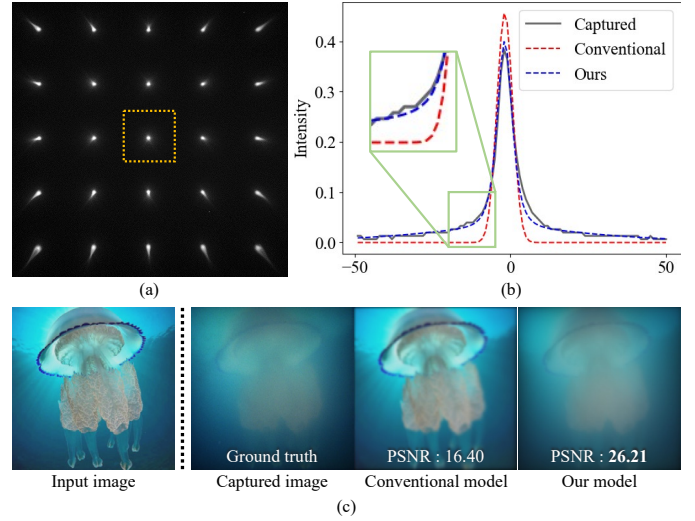 (a)
Intensity
0.4
0.3
0.2
0.1
0.0
Captured
Conventional
Ours
−50
0
50
(b)
Ground truth
PSNR : 16.40
PSNR : 26.21
Input image
Captured image
Conventional model
Our model
(c)